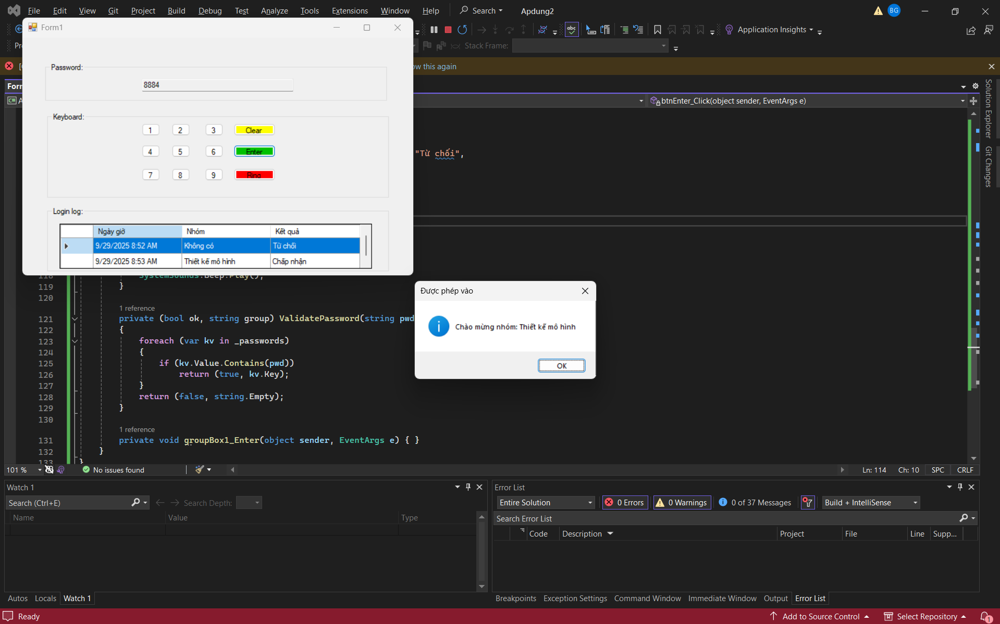 File Edit View Git Project Build Debug Test Analyze Tools Extensions Window Help Search Apdung2 BG
Form1
Application Insights
Stack Frame:
ow this again
Password:
8884
btnEnter_Click(object sender, EventArgs e)
Keyboard:
1 2 3 Clear
4 5 6 Enter
7 8 9 Ring
"Từ chối",
Login log:
Ngày giờ Nhóm Kết quả
9/29/2025 8:52 AM Không có Từ chối
9/29/2025 8:53 AM Thiết kế mô hình Chấp nhận
Solution Explorer
Git Changes
118 SystemSounds.Beep.Play();
119 }
120
1 reference
121 private (bool ok, string group) ValidatePassword(string pwd
122 {
123 foreach (var kv in _passwords)
124 {
125 if (kv.Value.Contains(pwd))
126 return (true, kv.Key);
127 }
128 return (false, string.Empty);
129 }
130
1 reference
131 private void groupBox1_Enter(object sender, EventArgs e) { }
132 }
133 }
Được phép vào
Chào mừng nhóm: Thiết kế mô hình
OK
101 % No issues found Ln: 114 Ch: 10 SPC CRLF
Watch 1
Search (Ctrl+E) Search Depth:
Name Value Type
Autos Locals Watch 1
Error List
Entire Solution 0 Errors 0 Warnings 0 of 37 Messages Build + IntelliSense
Search Error List
Code Description Project File Line Supp...
Breakpoints Exception Settings Command Window Immediate Window Output Error List
Ready Add to Source Control Select Repository 1